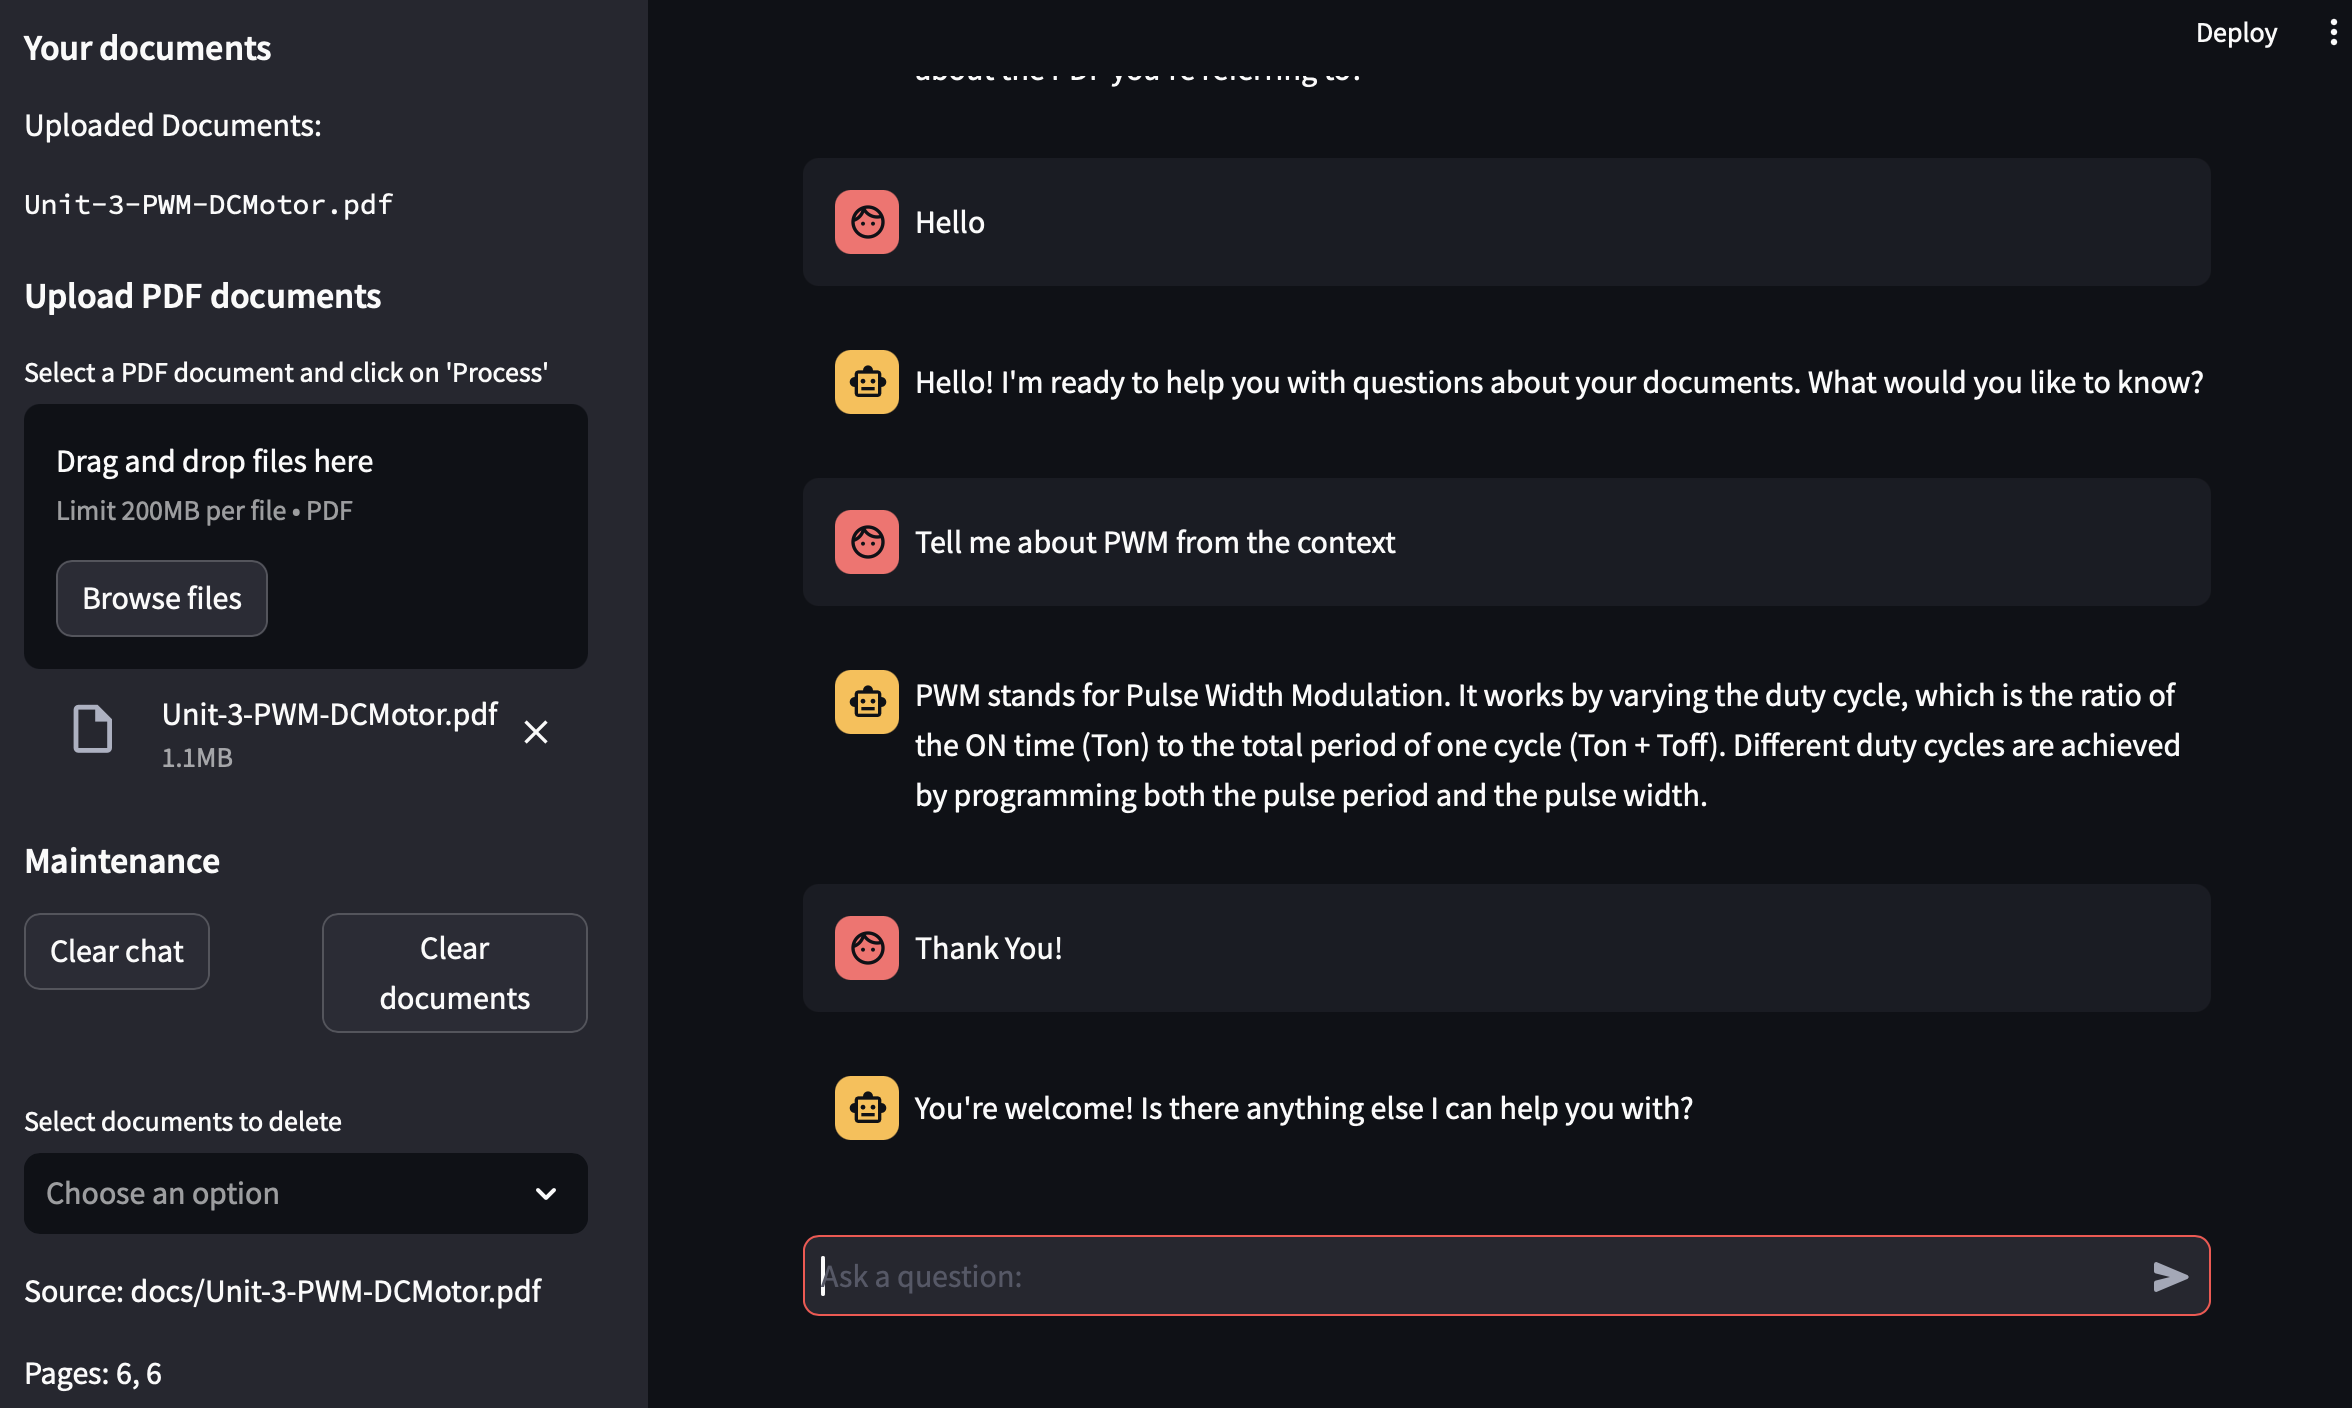 Your documents
Uploaded Documents:
Unit-3-PWM-DCMotor.pdf
Upload PDF documents
Select a PDF document and click on 'Process'
Drag and drop files here
Limit 200MB per file • PDF
Browse files
Unit-3-PWM-DCMotor.pdf
1.1MB
Maintenance
Clear chat
Clear
documents
Select documents to delete
Choose an option
Source: docs/Unit-3-PWM-DCMotor.pdf
Pages: 6, 6
Deploy
about the PDF you're referring to?
Hello
Hello! I'm ready to help you with questions about your documents. What would you like to know?
Tell me about PWM from the context
PWM stands for Pulse Width Modulation. It works by varying the duty cycle, which is the ratio of
the ON time (Ton) to the total period of one cycle (Ton + Toff). Different duty cycles are achieved
by programming both the pulse period and the pulse width.
Thank You!
You're welcome! Is there anything else I can help you with?
Ask a question: